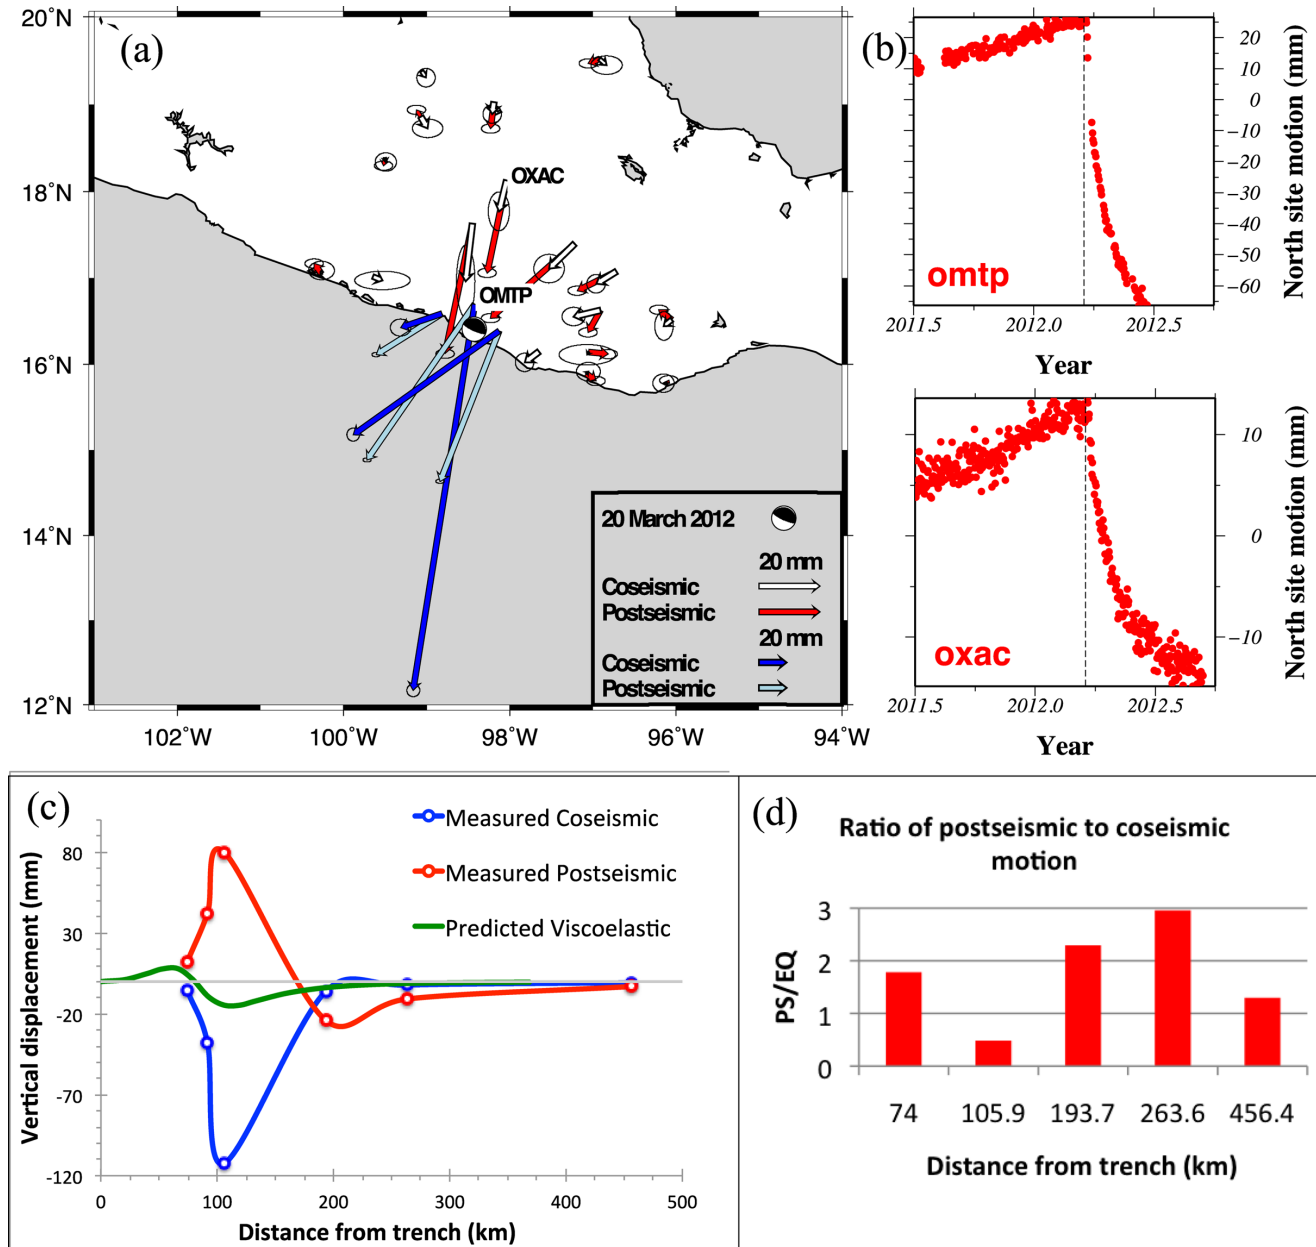 (a)
20°N
18°N
16°N
14°N
12°N
102°W
100°W
98°W
96°W
94°W
OXAC
OMTP
20 March 2012
20 mm
Coseismic
Postseismic
20 mm
Coseismic
Postseismic
(b)
20
10
0
−10
−20
−30
−40
−50
−60
North site motion (mm)
omtp
2011.5
2012.0
2012.5
Year
10
0
−10
North site motion (mm)
oxac
2011.5
2012.0
2012.5
Year
(c)
Measured Coseismic
Measured Postseismic
Predicted Viscoelastic
Vertical displacement (mm)
80
30
-20
-70
-120
0
100
200
300
400
500
Distance from trench (km)
(d)
Ratio of postseismic to coseismic
motion
PS/EQ
3
2
1
0
74
105.9
193.7
263.6
456.4
Distance from trench (km)